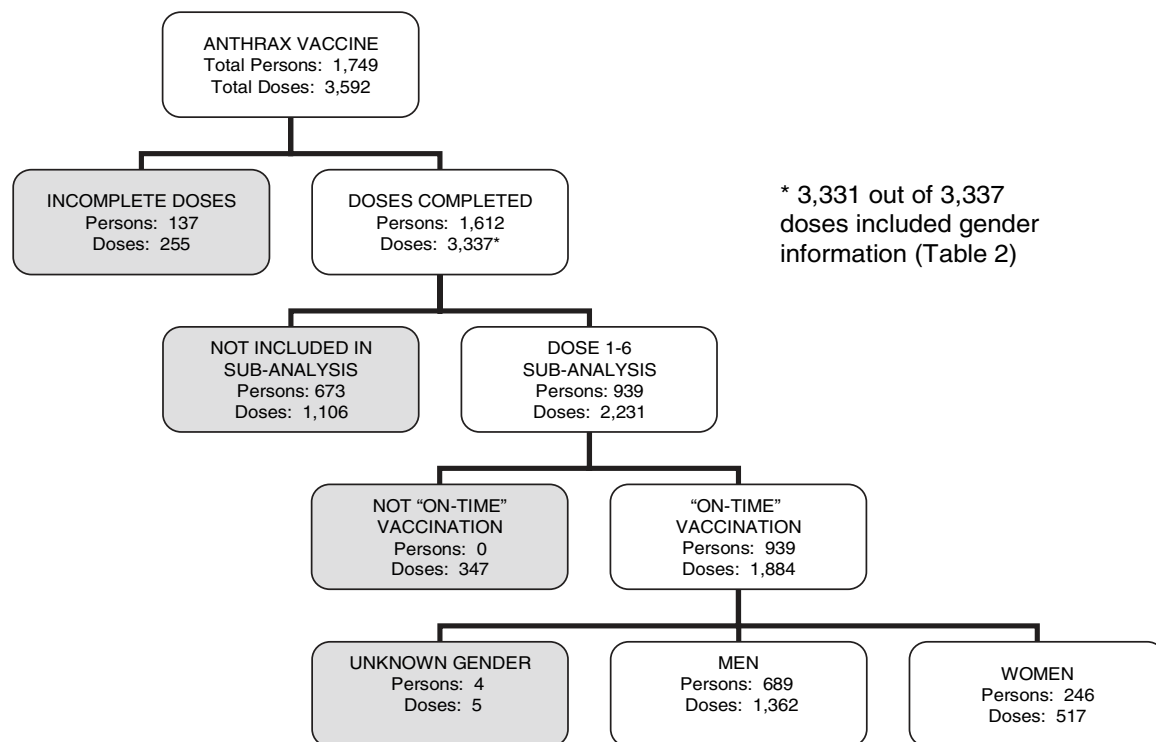 ANTHRAX VACCINE
Total Persons: 1,749
Total Doses: 3,592
INCOMPLETE DOSES
Persons: 137
Doses: 255
DOSES COMPLETED
Persons: 1,612
Doses: 3,337*
* 3,331 out of 3,337
doses included gender
information (Table 2)
NOT INCLUDED IN
SUB-ANALYSIS
Persons: 673
Doses: 1,106
DOSE 1-6
SUB-ANALYSIS
Persons: 939
Doses: 2,231
NOT “ON-TIME”
VACCINATION
Persons: 0
Doses: 347
“ON-TIME”
VACCINATION
Persons: 939
Doses: 1,884
UNKNOWN GENDER
Persons: 4
Doses: 5
MEN
Persons: 689
Doses: 1,362
WOMEN
Persons: 246
Doses: 517